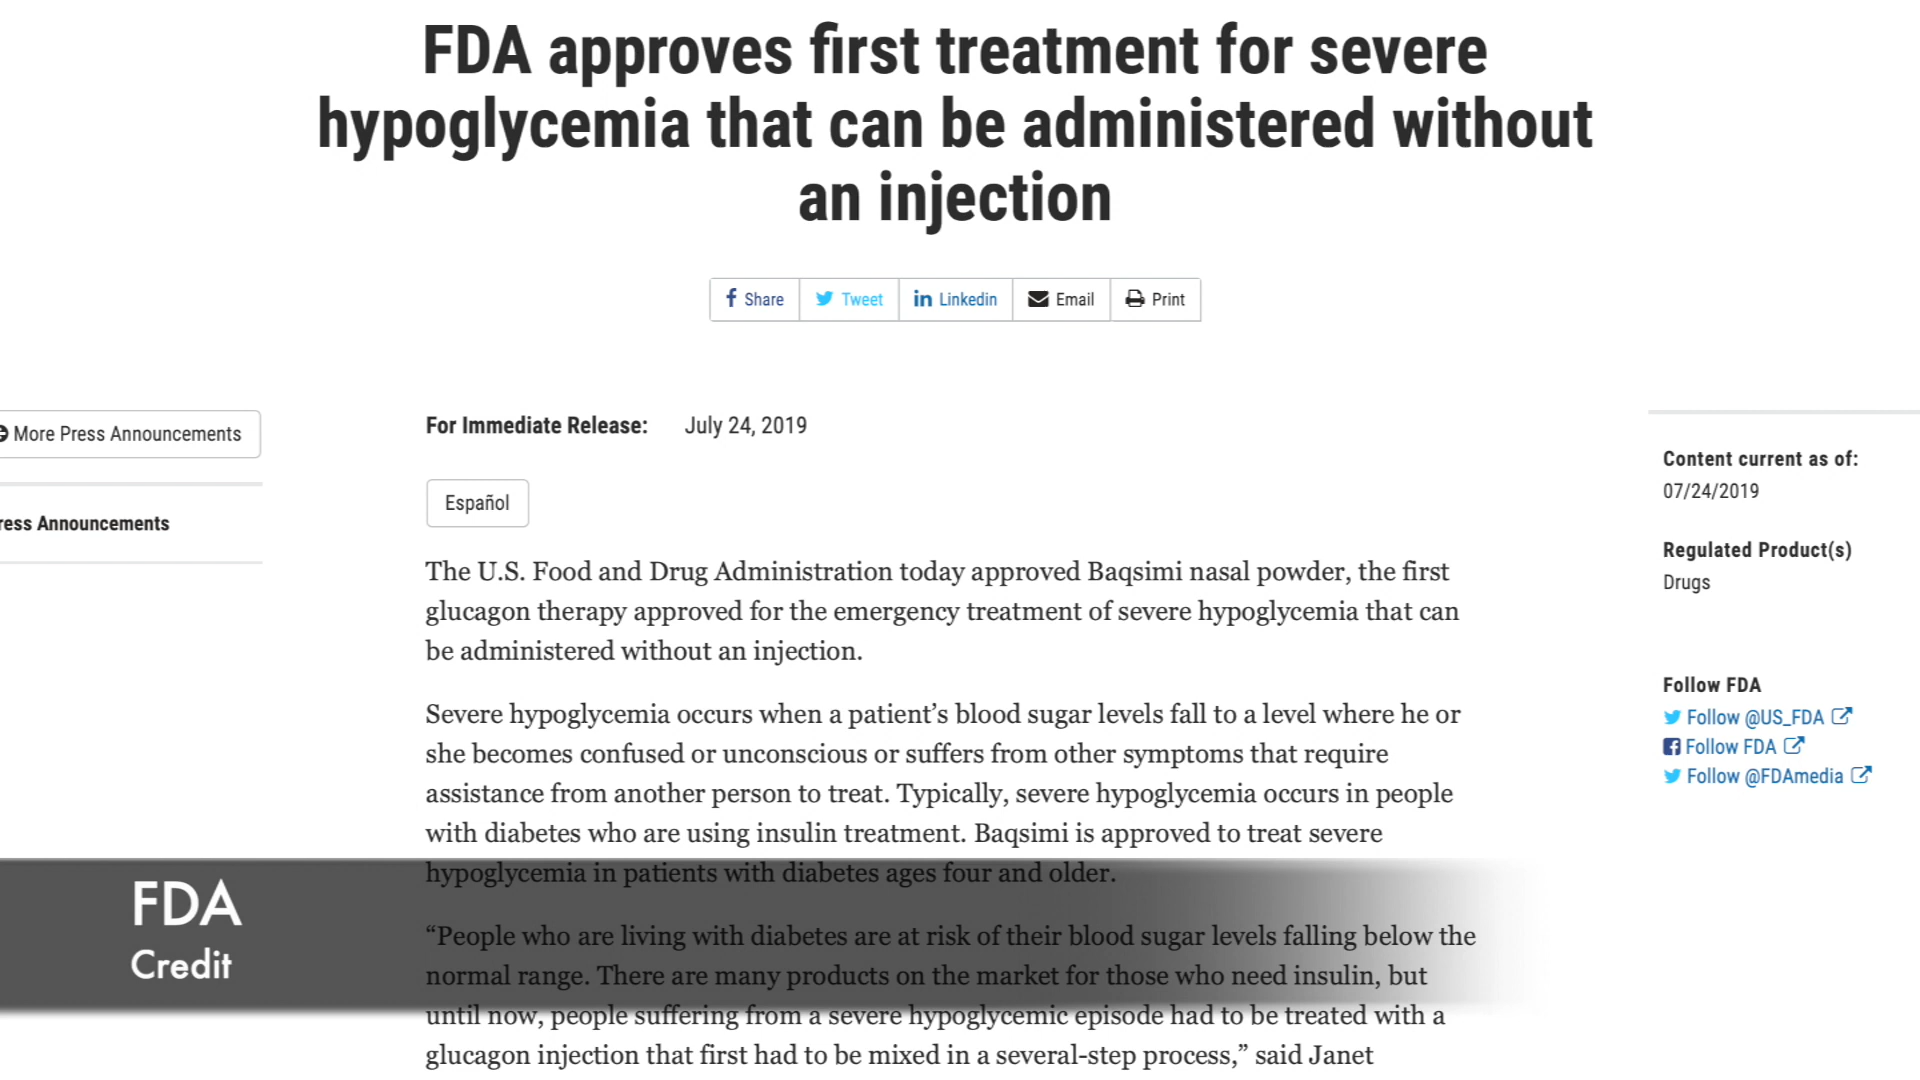 FDA approves first treatment for severe
hypoglycemia that can be administered without
an injection
Share
Tweet
in Linkedin
Email
Print
More Press Announcements
ress Announcements
For Immediate Release: July 24, 2019
Español
The U.S. Food and Drug Administration today approved Baqsimi nasal powder, the first
glucagon therapy approved for the emergency treatment of severe hypoglycemia that can
be administered without an injection.
Severe hypoglycemia occurs when a patient’s blood sugar levels fall to a level where he or
she becomes confused or unconscious or suffers from other symptoms that require
assistance from another person to treat. Typically, severe hypoglycemia occurs in people
with diabetes who are using insulin treatment. Baqsimi is approved to treat severe
hypoglycemia in patients with diabetes ages four and older.
“People who are living with diabetes are at risk of their blood sugar levels falling below the
normal range. There are many products on the market for those who need insulin, but
until now, people suffering from a severe hypoglycemic episode had to be treated with a
glucagon injection that first had to be mixed in a several-step process,” said Janet
Content current as of:
07/24/2019
Regulated Product(s)
Drugs
Follow FDA
Follow @US_FDA
Follow FDA
Follow @FDAmedia
FDA
Credit